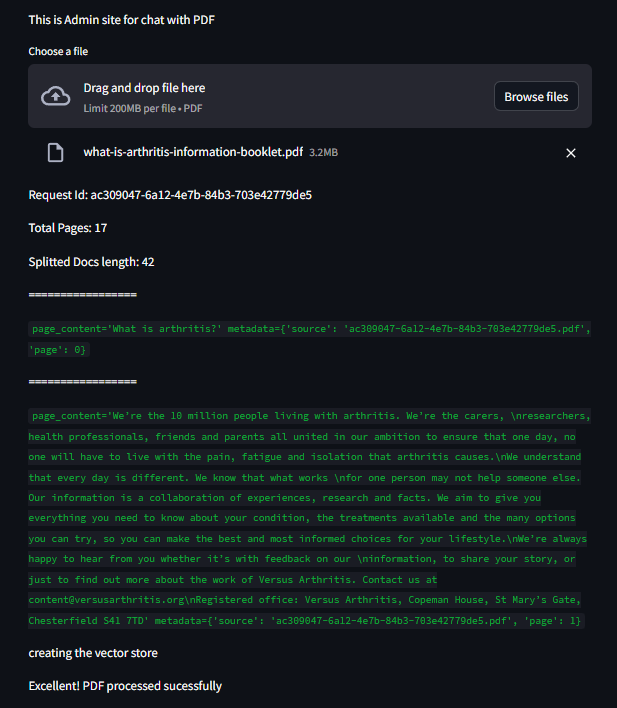 This is Admin site for chat with PDF
Choose a file
Drag and drop file here
Limit 200MB per file • PDF
Browse files
what-is-arthritis-information-booklet.pdf 3.2MB
Request Id: ac309047-6a12-4e7b-84b3-703e42779de5
Total Pages: 17
Splitted Docs length: 42
=================
page_content='What is arthritis?' metadata={'source': 'ac309047-6a12-4e7b-84b3-703e42779de5.pdf',
'page': 0}
=================
page_content='We're the 10 million people living with arthritis. We're the carers, \nresearchers,
health professionals, friends and parents all united in our ambition to ensure that one day, no
one will have to live with the pain, fatigue and isolation that arthritis causes.\nWe understand
that every day is different. We know that what works \nfor one person may not help someone else.
Our information is a collaboration of experiences, research and facts. We aim to give you
everything you need to know about your condition, the treatments available and the many options
you can try, so you can make the best and most informed choices for your lifestyle.\nWe're always
happy to hear from you whether it's with feedback on our \ninformation, to share your story, or
just to find out more about the work of Versus Arthritis. Contact us at
content@versusarthritis.org\nRegistered office: Versus Arthritis, Copeman House, St Mary's Gate,
Chesterfield S41 7TD' metadata={'source': 'ac309047-6a12-4e7b-84b3-703e42779de5.pdf', 'page': 1}
creating the vector store
Excellent! PDF processed sucessfully